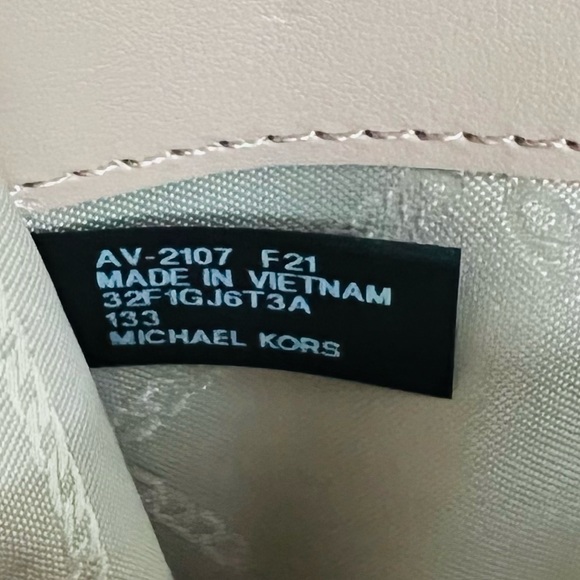 AV-2107 F21
MADE IN VIETNAM
32F1GJ6T3A
133
MICHAEL KORS